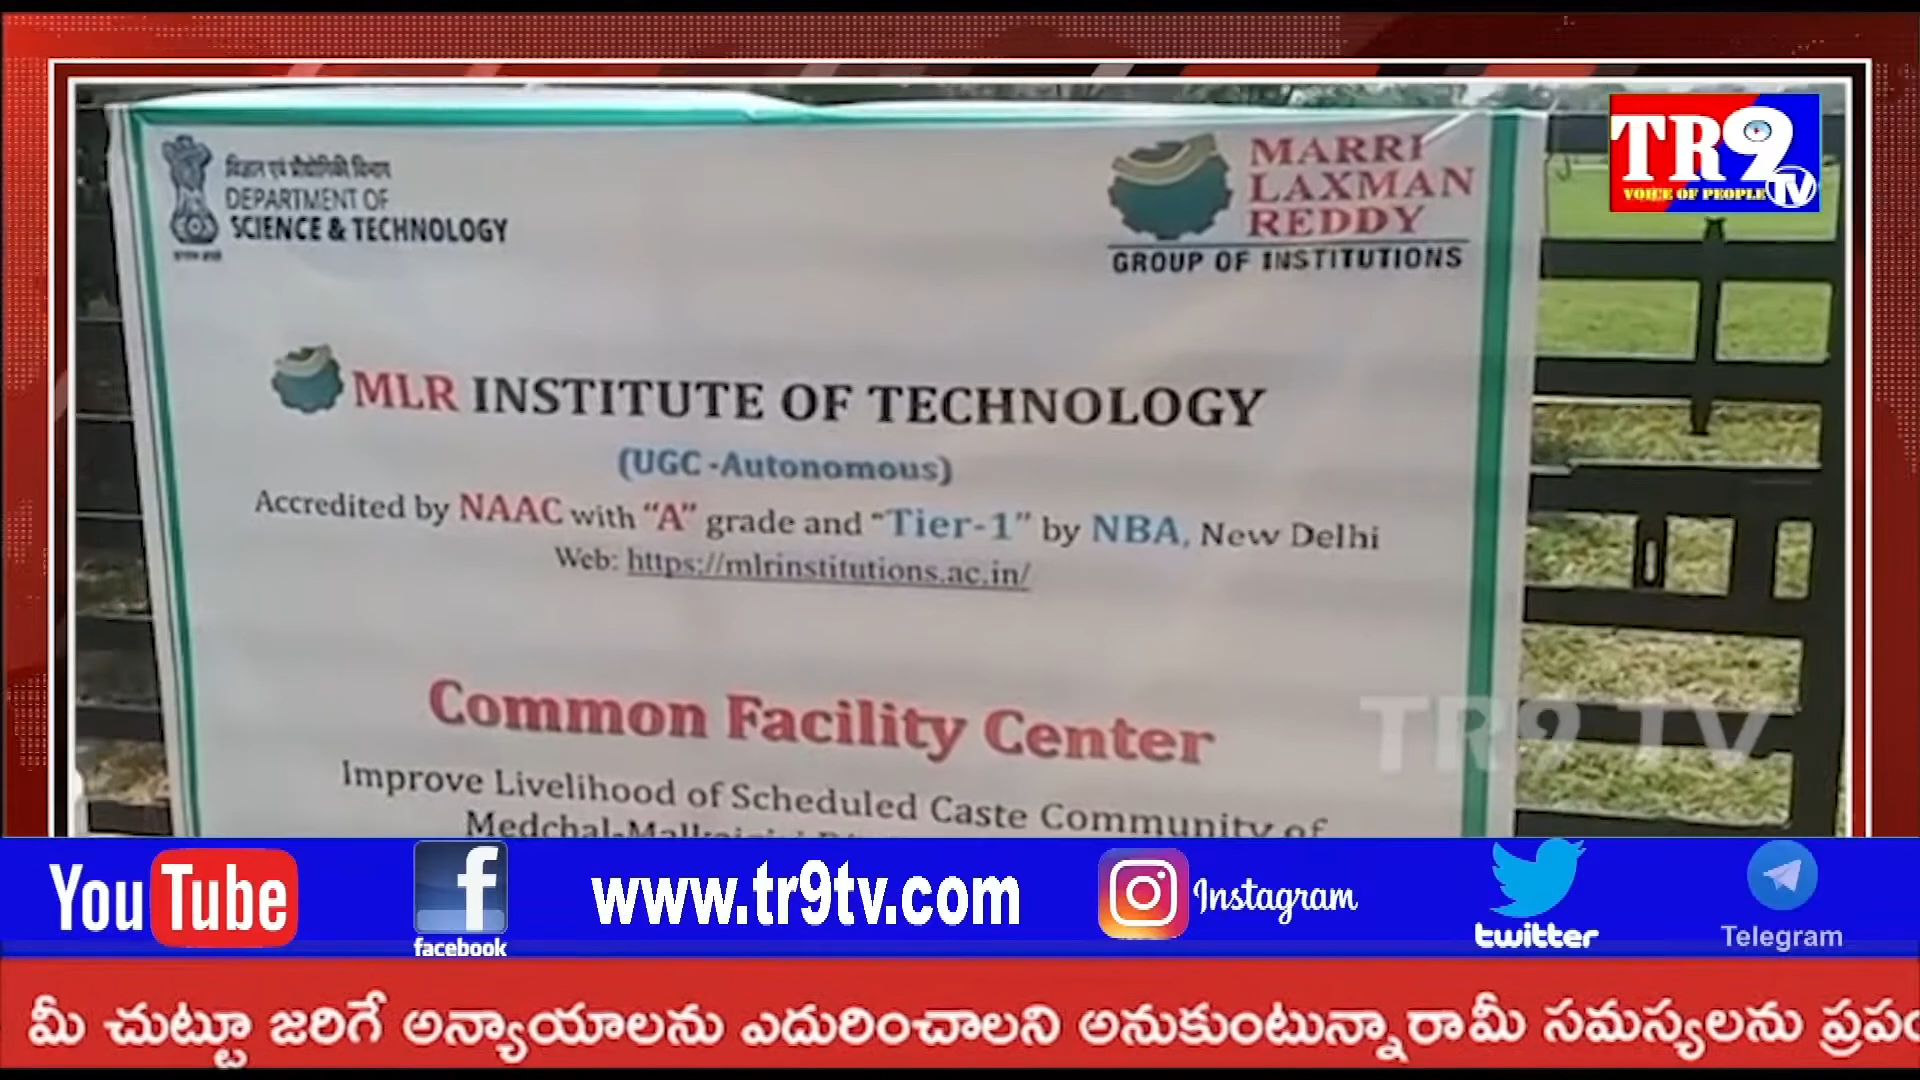 विज्ञान एवं प्रौद्योगिकी विभाग
DEPARTMENT OF
SCIENCE & TECHNOLOGY
MARRI
LAXMAN
REDDY
GROUP OF INSTITUTIONS
TR9
TV
VOICE OF PEOPLE
MLR INSTITUTE OF TECHNOLOGY
(UGC -Autonomous)
Accredited by NAAC with “A” grade and “Tier-1” by NBA, New Delhi
Web: https://mlrinstitutions.ac.in/
Common Facility Center
TR9 TV
Improve Livelihood of Scheduled Caste Community of
YouTube
facebook
www.tr9tv.com
Instagram
twitter
Telegram
మీ చుట్టూ జరిగే అన్యాయాలను ఎదురించాలని అనుకుంటున్నారా మీ సమస్యలను